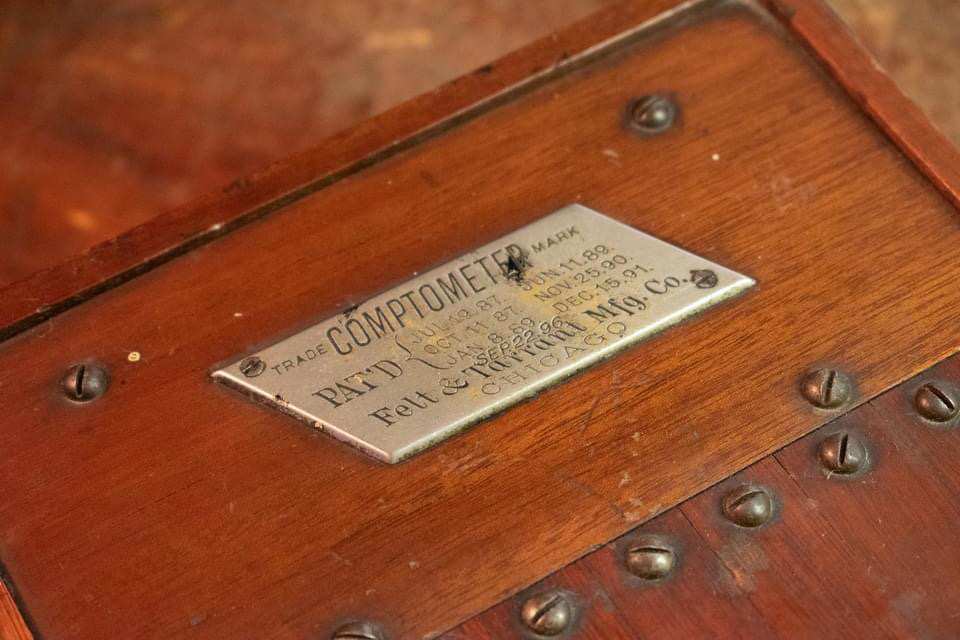 TRADE COMPTOMETER MARK
PAT'D { JUL.19.87. JUN.11.89.
OCT.11 87. NOV.25.90.
JAN 8.89. DEC.15.91.
SEP.22.96
Felt & Tarrant Mfg. Co.
CHICAGO